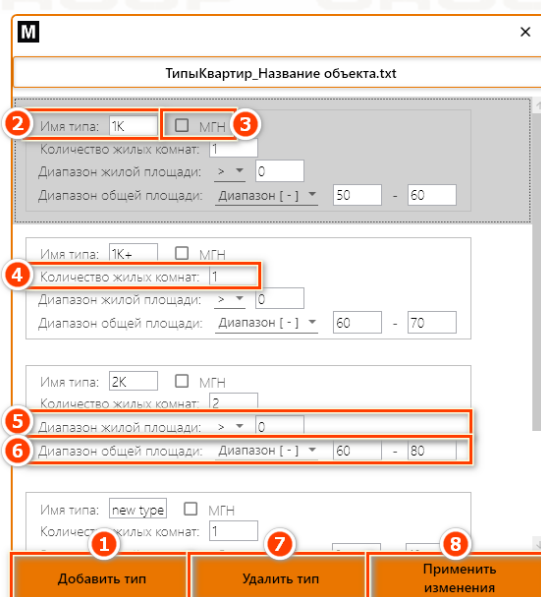 M
ТипыКвартир_Название объекта.txt
2 Имя типа: 1K МГН 3
Количество жилых комнат: 1
Диапазон жилой площади: > 0
Диапазон общей площади: Диапазон [ - ] 50 - 60
Имя типа: 1K+ МГН
4 Количество жилых комнат: 1
Диапазон жилой площади: > 0
Диапазон общей площади: Диапазон [ - ] 60 - 70
Имя типа: 2K МГН
Количество жилых комнат: 2
5 Диапазон жилой площади: > 0
6 Диапазон общей площади: Диапазон [ - ] 60 - 80
Имя типа: new type МГН
Количество жилых комнат: 1
1 7 8
Добавить тип Удалить тип Применить изменения